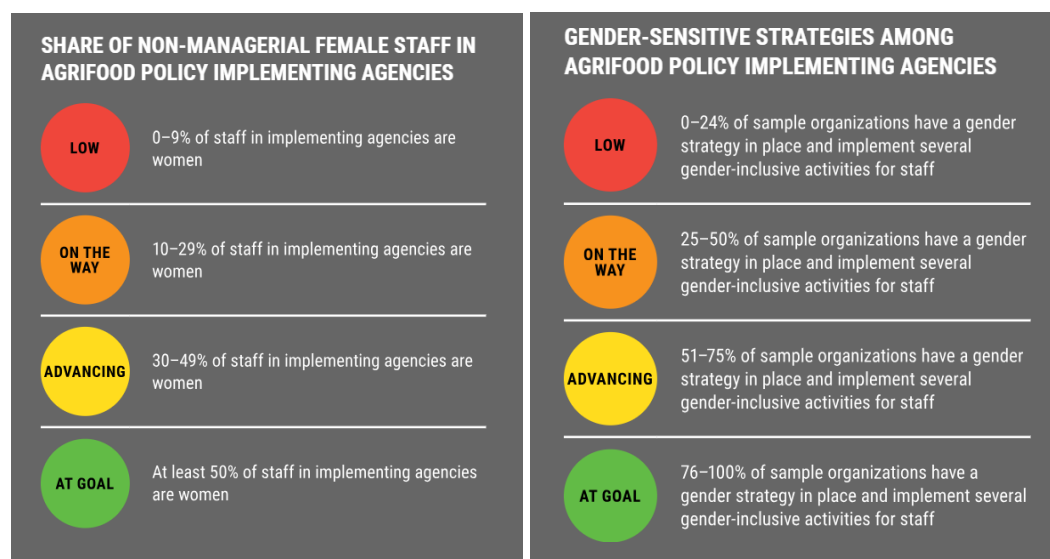 SHARE OF NON-MANAGERIAL FEMALE STAFF IN
AGRIFOOD POLICY IMPLEMENTING AGENCIES
LOW
0–9% of staff in implementing agencies are
women
ON THE
WAY
10–29% of staff in implementing agencies are
women
ADVANCING
30–49% of staff in implementing agencies are
women
AT GOAL
At least 50% of staff in implementing agencies
are women
GENDER-SENSITIVE STRATEGIES AMONG
AGRIFOOD POLICY IMPLEMENTING AGENCIES
LOW
0–24% of sample organizations have a gender
strategy in place and implement several
gender-inclusive activities for staff
ON THE
WAY
25–50% of sample organizations have a gender
strategy in place and implement several
gender-inclusive activities for staff
ADVANCING
51–75% of sample organizations have a gender
strategy in place and implement several
gender-inclusive activities for staff
AT GOAL
76–100% of sample organizations have a
gender strategy in place and implement several
gender-inclusive activities for staff